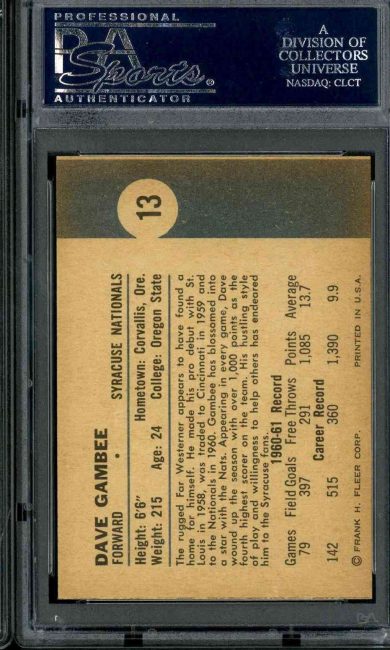 PROFESSIONAL
PSA
Sports®
AUTHENTICATOR
A
DIVISION OF
COLLECTORS
UNIVERSE
NASDAQ: CLCT
13
DAVE GAMBEE
FORWARD • SYRACUSE NATIONALS
Height: 6'6" Hometown: Corvallis, Ore.
Weight: 215 Age: 24 College: Oregon State
The rugged Far Westerner appears to have found a
home for himself. He made his pro debut with St.
Louis in 1958, was traded to Cincinnati in 1959 and
to the Nationals in 1960. Gambee has blossomed into
a star with the Nats. Appearing in every game, Dave
wound up the season with over 1,000 points as the
fourth highest scorer on the team. His hustling style
of play and willingness to help others has endeared
him to the Syracuse fans.
1960-61 Record
Games Field Goals Free Throws Points Average
79 397 291 1,085 13.7
Career Record
142 515 360 1,390 9.9
© FRANK H. FLEER CORP. PRINTED IN U.S.A.